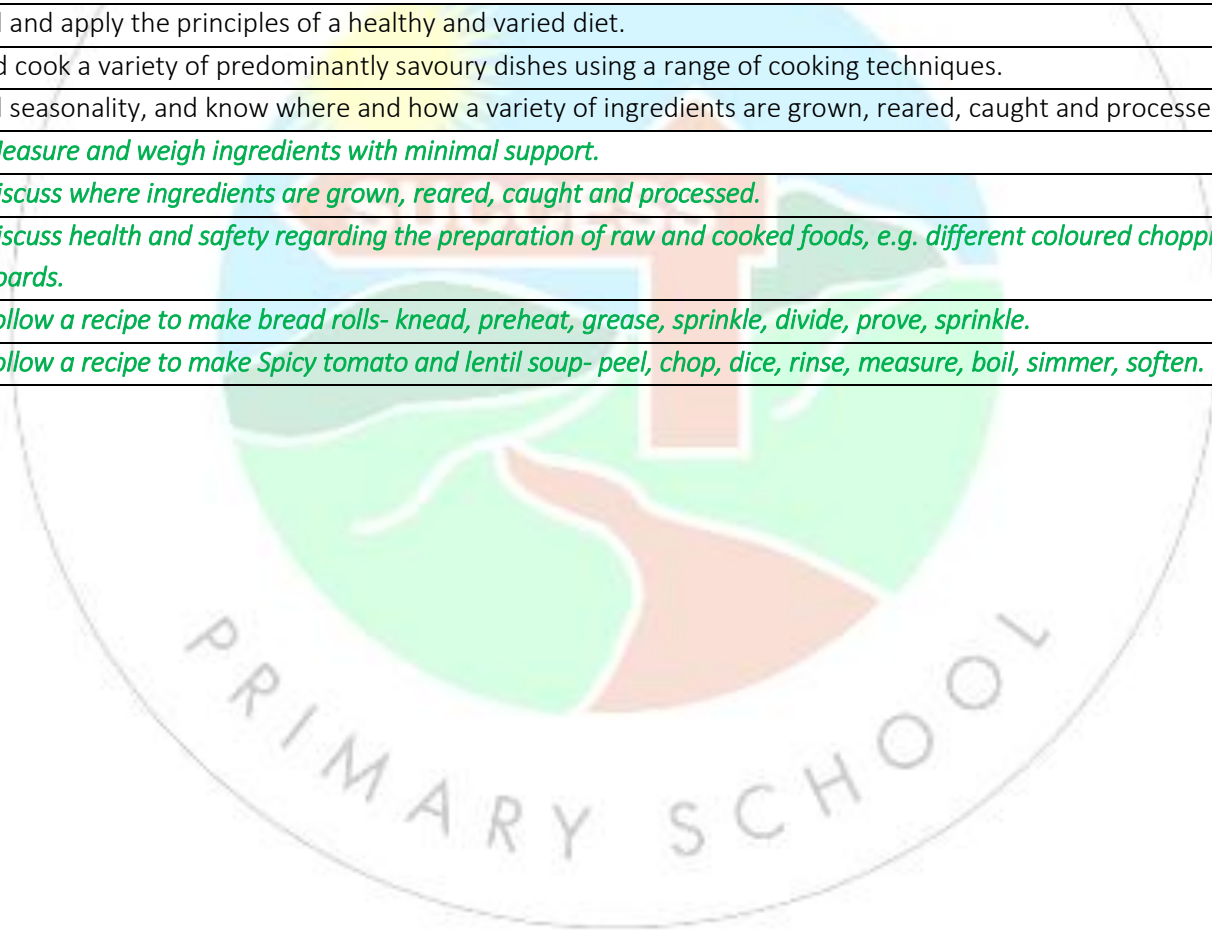 and apply the principles of a healthy and varied diet.
cook a variety of predominantly savoury dishes using a range of cooking techniques.
seasonality, and know where and how a variety of ingredients are grown, reared, caught and processe
easure and weigh ingredients with minimal support.
iscuss where ingredients are grown, reared, caught and processed.
SUCCESS
iscuss health and safety regarding the preparation of raw and cooked foods, e.g. different coloured choppi
oards.
ollow a recipe to make bread rolls- knead, preheat, grease, sprinkle, divide, prove, sprinkle.
ollow a recipe to make Spicy tomato and lentil soup- peel, chop, dice, rinse, measure, boil, simmer, soften.
PRIMARY SCHOOL